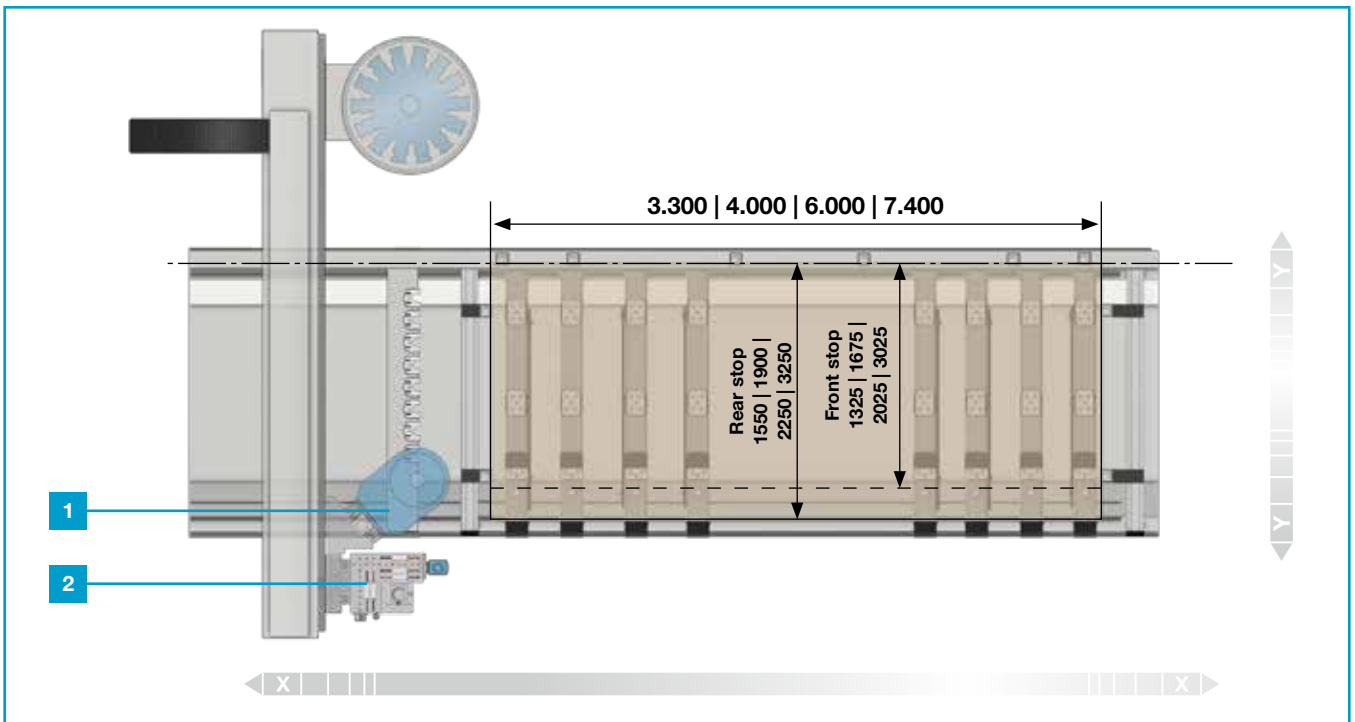 3.300 | 4.000 | 6.000 | 7.400
Rear stop
1550 | 1900 |
2250 | 3250
Front stop
1325 | 1675 |
2025 | 3025
Y
Y
1
2
X
X